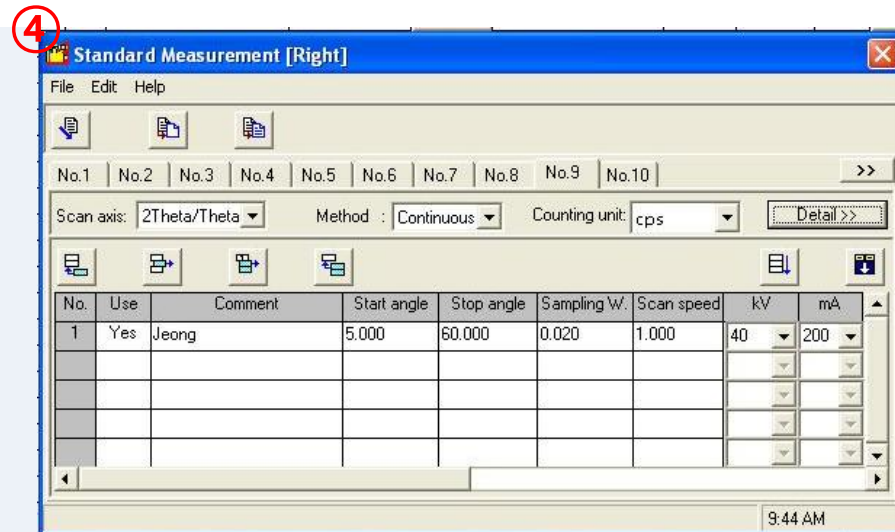 ④
Standard Measurement [Right]
File Edit Help
No.1 No.2 No.3 No.4 No.5 No.6 No.7 No.8 No.9 No.10 >>
Scan axis: 2Theta/Theta Method : Continuous Counting unit: cps Detail >>
No. Use Comment Start angle Stop angle Sampling W. Scan speed kV mA
1 Yes Jeong 5.000 60.000 0.020 1.000 40 200
9:44 AM